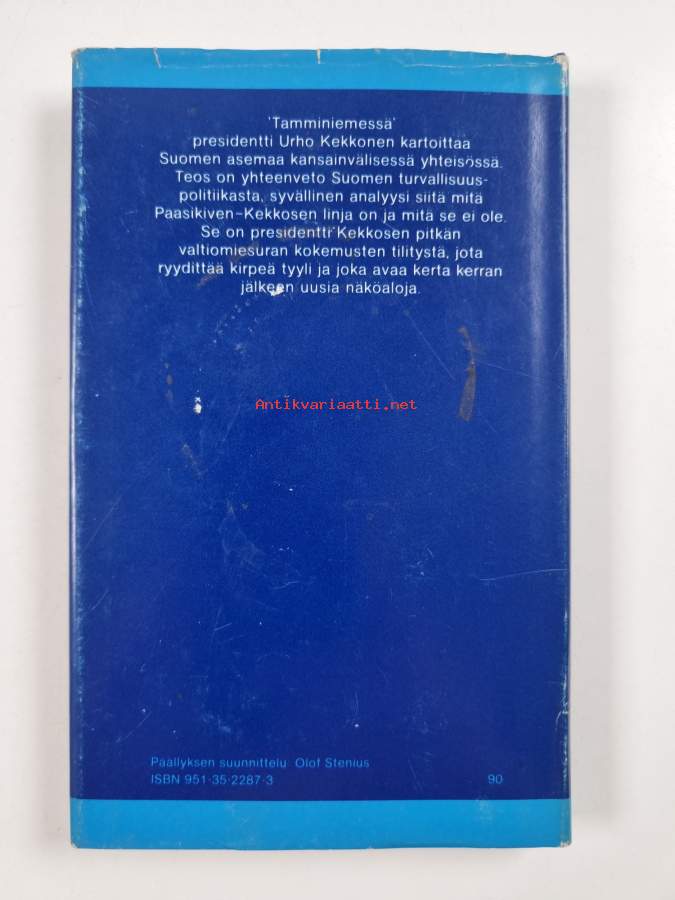 'Tamminiemessä'
presidentti Urho Kekkonen kartoittaa
Suomen asemaa kansainvälisessä yhteisössä.
Teos on yhteenveto Suomen turvallisuus-
politiikasta, syvällinen analyysi siitä mitä
Paasikiven-Kekkosen linja on ja mitä se ei ole.
Se on presidentti Kekkosen pitkän
valtiomiesuran kokemusten tilitystä, jota
ryydittää kirpeä tyyli ja joka avaa kerta kerran
jälkeen uusia näköaloja.
Antikvariaatti.net
Päällyksen suunnittelu: Olof Stenius
ISBN 951-35-2287-3 90